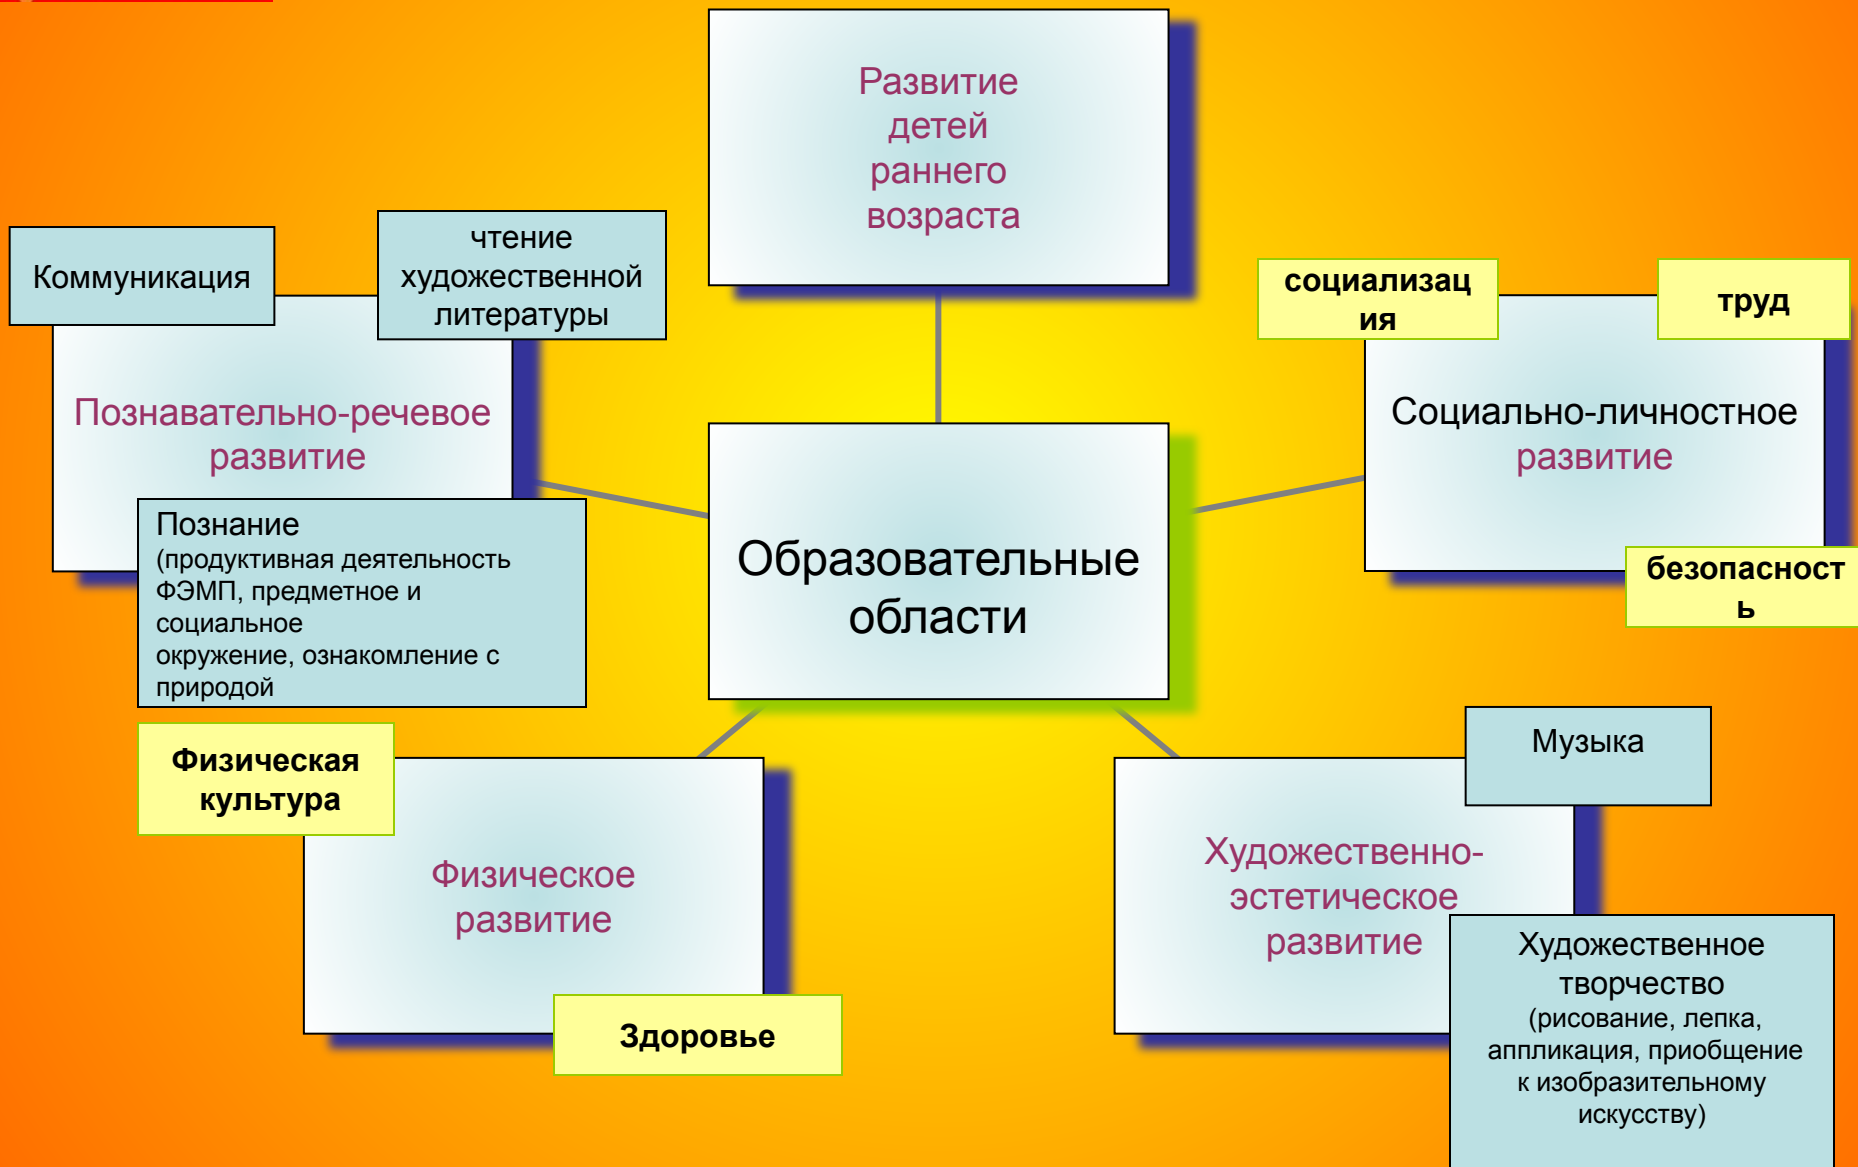 Развитие
детей
раннего
возраста
Коммуникация
чтение
художественной
литературы
Познавательно-речевое
развитие
Познание
(продуктивная деятельность
ФЭМП, предметное и
социальное
окружение, ознакомление с
природой
социализац
ия
труд
Социально-личностное
развитие
безопасност
ь
Образовательные
области
Физическая
культура
Физическое
развитие
Здоровье
Музыка
Художественно-
эстетическое
развитие
Художественное
творчество
(рисование, лепка,
аппликация, приобщение
к изобразительному
искусству)